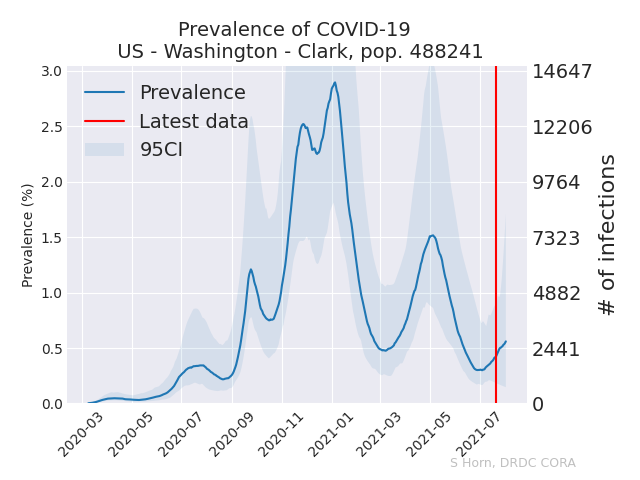 Prevalence of COVID-19
US - Washington - Clark, pop. 488241
Prevalence
Latest data
95CI
Prevalence (%)
3.0
2.5
2.0
1.5
1.0
0.5
0.0
14647
12206
9764
7323
4882
2441
0
# of infections
2020-03
2020-05
2020-07
2020-09
2020-11
2021-01
2021-03
2021-05
2021-07
S Horn, DRDC CORA